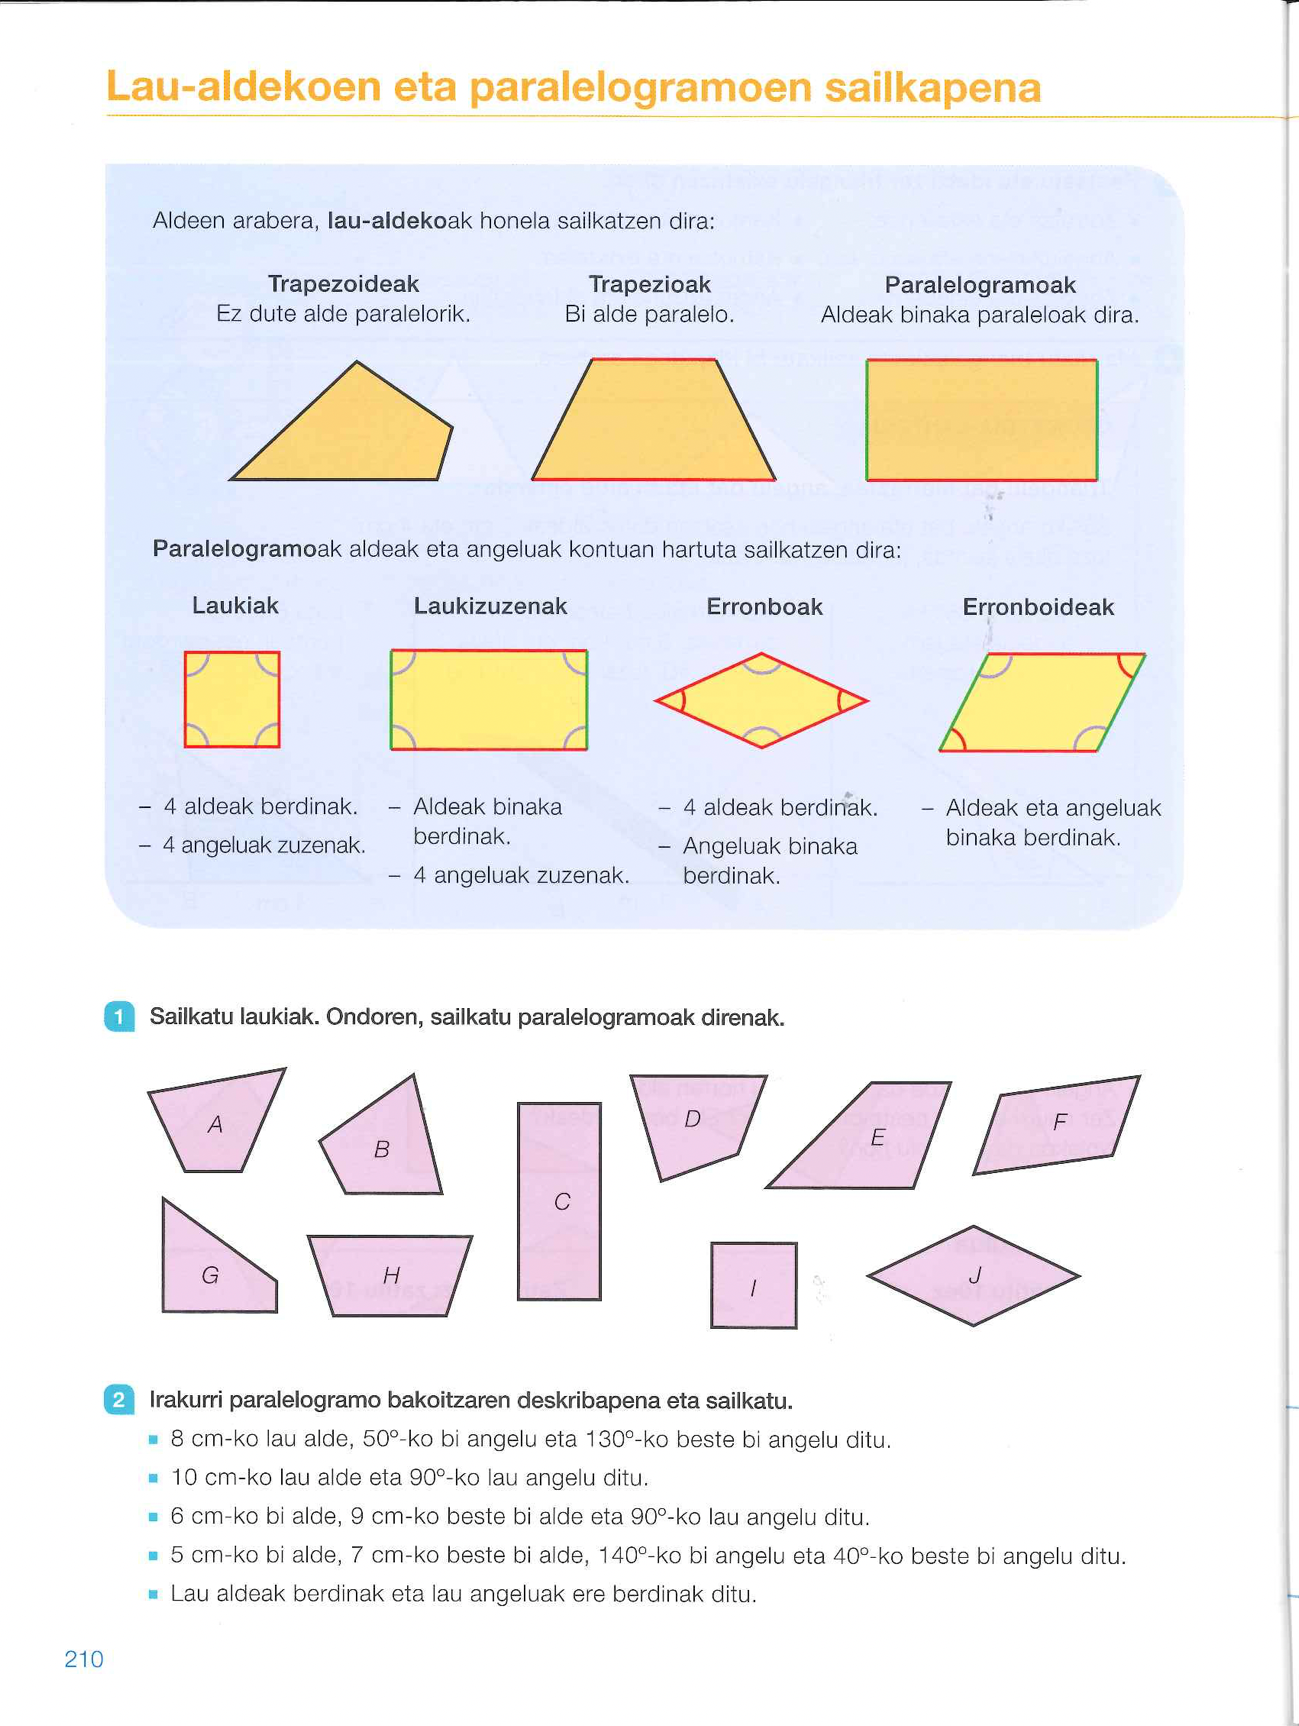 Lau-aldekoen eta paralelogramoen sailkapena
Aldeen arabera, lau-aldekoak honela sailkatzen dira:
Trapezoideak
Ez dute alde paralelorik.
Trapezioak
Bi alde paralelo.
Paralelogramoak
Aldeak binaka paraleloak dira.
Paralelogramoak aldeak eta angeluak kontuan hartuta sailkatzen dira:
Laukiak
– 4 aldeak berdinak.
– 4 angeluak zuzenak.
Laukizuzenak
– Aldeak binaka
berdinak.
– 4 angeluak zuzenak.
Erronboak
– 4 aldeak berdinak.
– Angeluak binaka
berdinak.
Erronboideak
– Aldeak eta angeluak
binaka berdinak.
1 Sailkatu laukiak. Ondoren, sailkatu paralelogramoak direnak.
A
B
C
D
E
F
G
H
I
J
2 Irakurri paralelogramo bakoitzaren deskribapena eta sailkatu.
▪ 8 cm-ko lau alde, 50º-ko bi angelu eta 130º-ko beste bi angelu ditu.
▪ 10 cm-ko lau alde eta 90º-ko lau angelu ditu.
▪ 6 cm-ko bi alde, 9 cm-ko beste bi alde eta 90º-ko lau angelu ditu.
▪ 5 cm-ko bi alde, 7 cm-ko beste bi alde, 140º-ko bi angelu eta 40º-ko beste bi angelu ditu.
▪ Lau aldeak berdinak eta lau angeluak ere berdinak ditu.
210